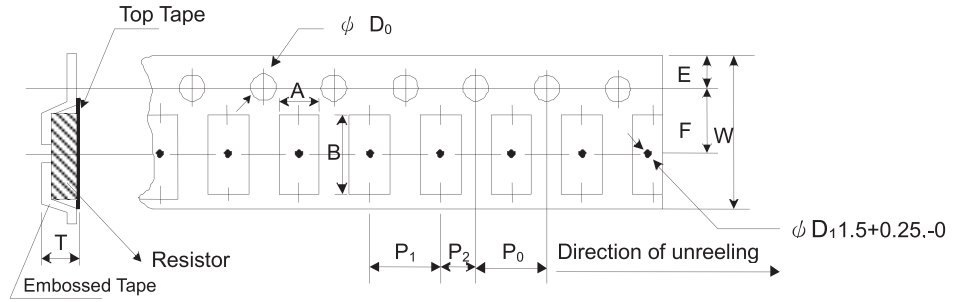 Top Tape
ϕ D0
A
E
B
F
W
T
Resistor
Embossed Tape
P1
P2
P0
Direction of unreeling
ϕ D1 1.5+0.25.-0